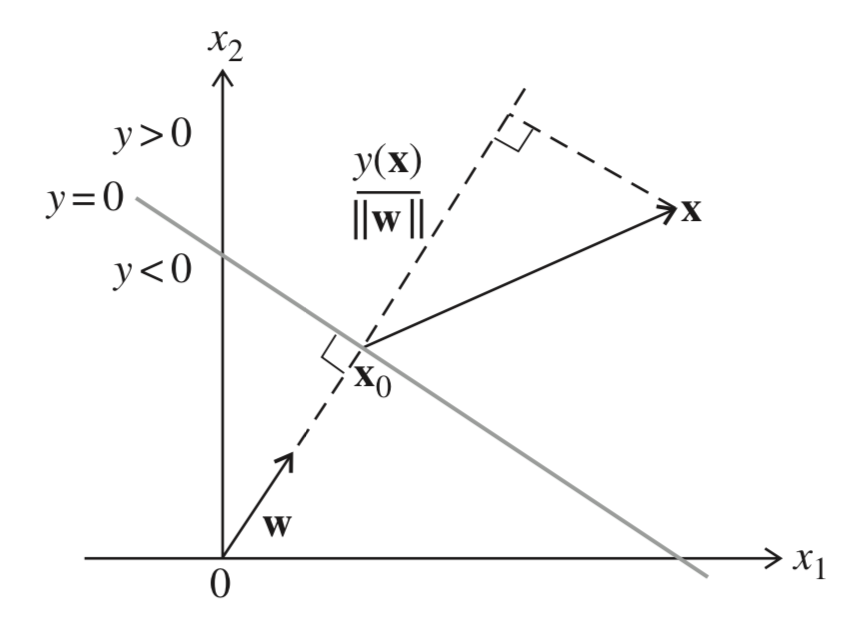 x₂
y > 0
y(x)
‖w‖
y = 0
x
y < 0
x₀
w
0
x₁